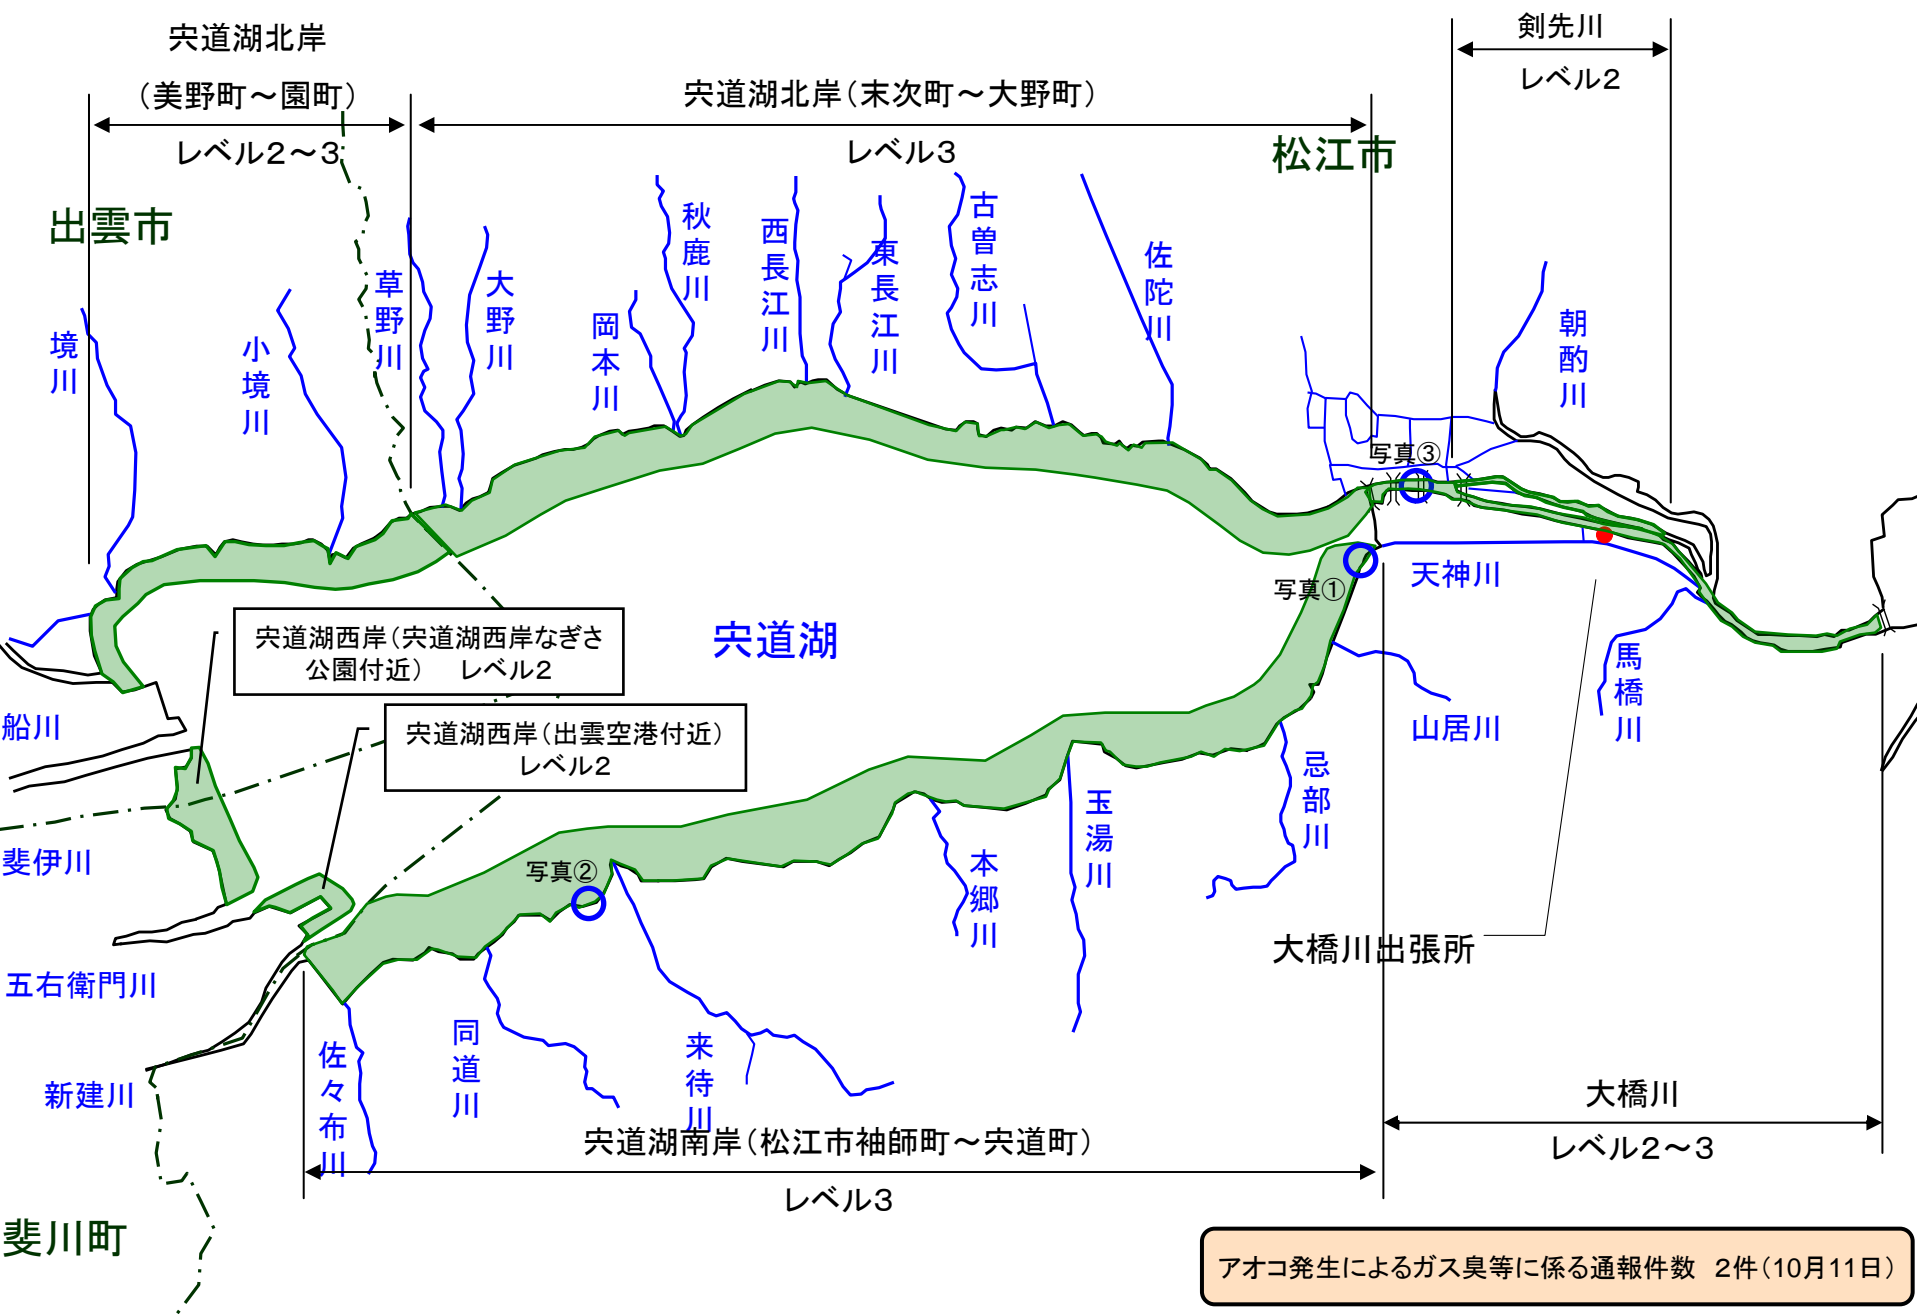 宍道湖北岸
（美野町～園町）
レベル２～３
宍道湖北岸（末次町～大野町）
レベル３
剣先川
レベル２
松江市
出雲市
境川
小境川
草野川
大野川
岡本川
秋鹿川
西長江川
東長江川
古曽志川
佐陀川
朝酌川
写真③
写真①
天神川
宍道湖
宍道湖西岸（宍道湖西岸なぎさ
公園付近）　レベル２
宍道湖西岸（出雲空港付近）
レベル２
船川
斐伊川
五右衛門川
新建川
斐川町
写真②
佐々布川
同道川
来待川
本郷川
玉湯川
忌部川
山居川
馬橋川
大橋川出張所
宍道湖南岸（松江市袖師町～宍道町）
レベル３
大橋川
レベル２～３
アオコ発生によるガス臭等に係る通報件数　２件（10月11日）